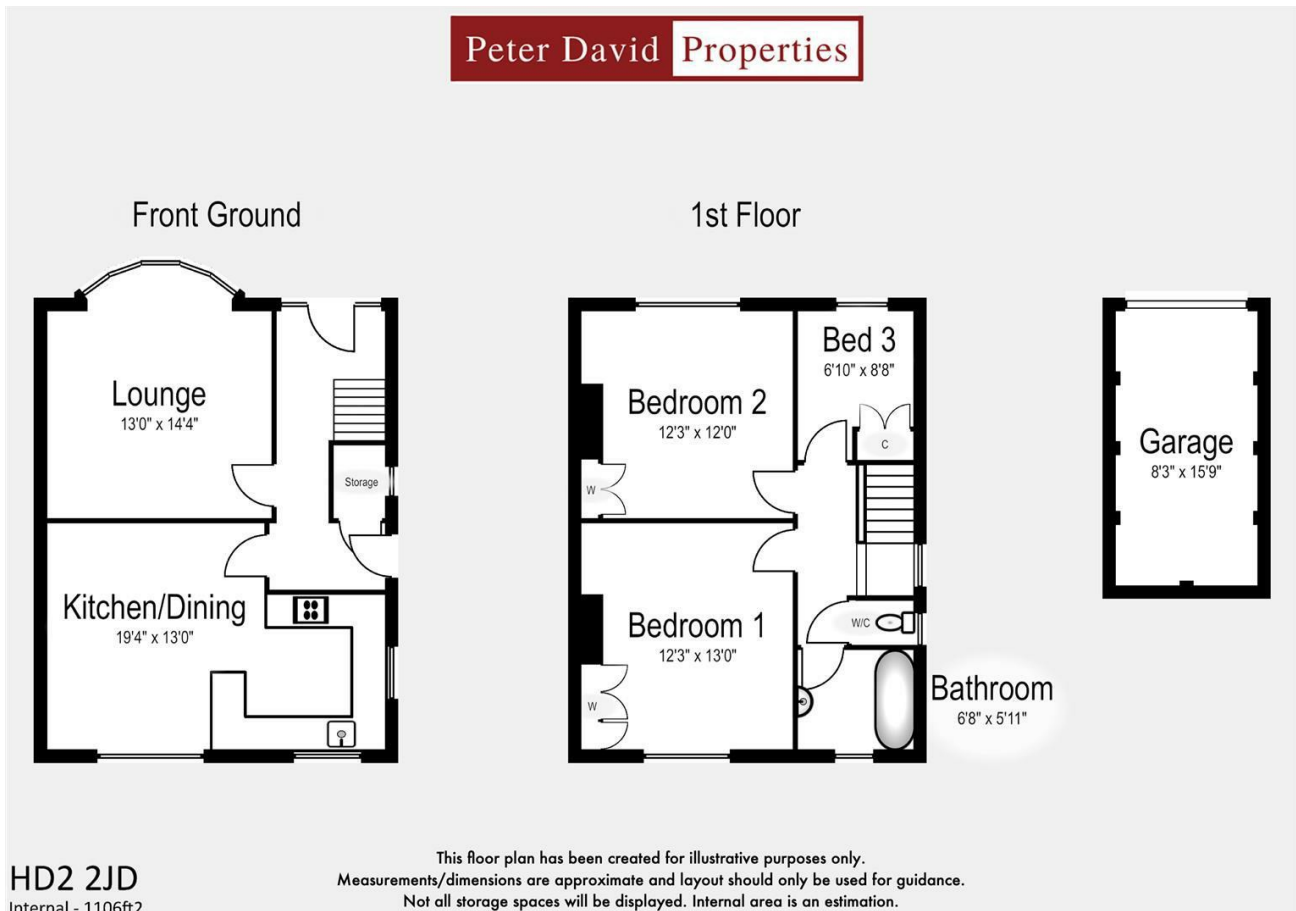 Peter David Properties
Front Ground
1st Floor
Lounge
13'0" x 14'4"
Storage
Kitchen/Dining
19'4" x 13'0"
Bedroom 2
12'3" x 12'0"
W
Bed 3
6'10" x 8'8"
C
Bedroom 1
12'3" x 13'0"
W
W/C
Bathroom
6'8" x 5'11"
Garage
8'3" x 15'9"
HD2 2JD
Internal - 1106ft2
This floor plan has been created for illustrative purposes only.
Measurements/dimensions are approximate and layout should only be used for guidance.
Not all storage spaces will be displayed. Internal area is an estimation.